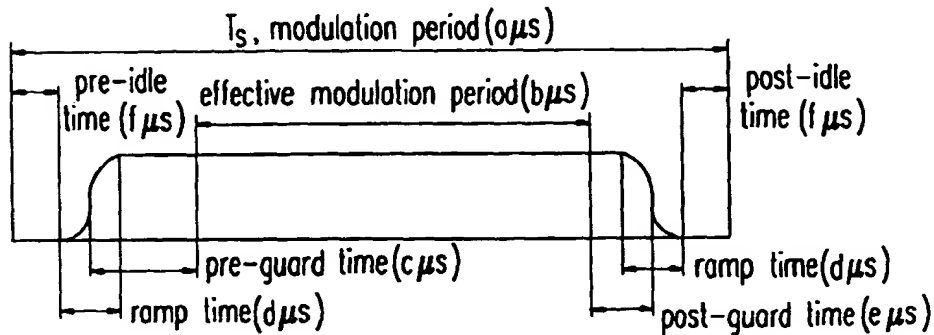 Ts, modulation period(aμs)
pre-idle
time (fμs)
effective modulation period(bμs)
post-idle
time (fμs)
pre-guard time(cμs)
ramp time(dμs)
ramp time(dμs)
post-guard time(eμs)